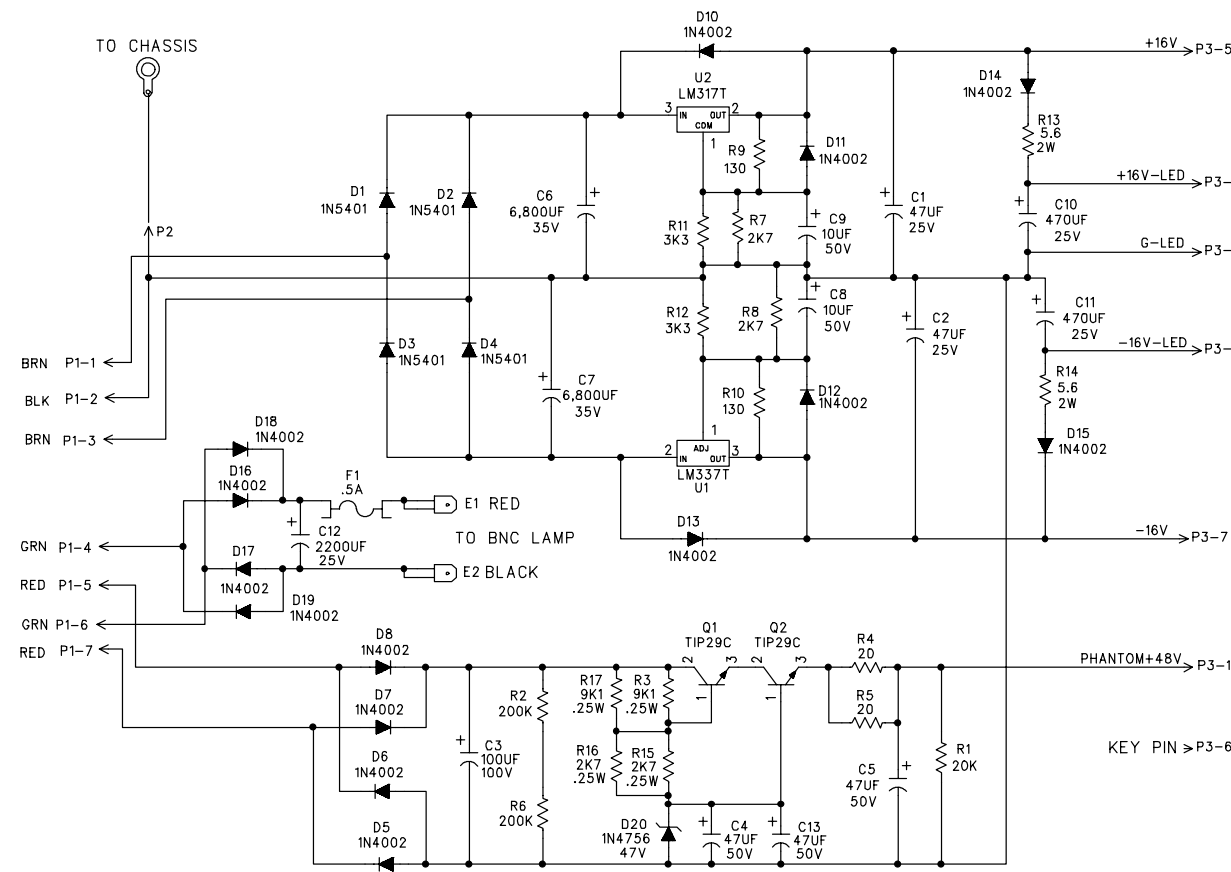 TO CHASSIS
P2
D10
1N4002
U2
LM317T
3 IN OUT 2
COM
1
+16V P3-5
D14
1N4002
R13
5.6
2W
R9
130
D11
1N4002
D1
1N5401
D2
1N5401
C6
6,800UF
35V
+
R11
3K3
R7
2K7
+
C9
10UF
50V
+
C1
47UF
25V
+16V-LED P3-
+
C10
470UF
25V
G-LED P3-
R12
3K3
R8
2K7
+
C8
10UF
50V
+
C2
47UF
25V
+
C11
470UF
25V
-16V-LED P3-
D3
1N5401
D4
1N5401
+
C7
6,800UF
35V
R10
130
D12
1N4002
R14
5.6
2W
D15
1N4002
1
ADJ
2 IN OUT 3
LM337T
U1
D13
1N4002
-16V P3-7
BRN P1-1
BLK P1-2
BRN P1-3
D18
1N4002
D16
1N4002
F1
.5A
E1 RED
TO BNC LAMP
E2 BLACK
+
C12
2200UF
25V
D17
1N4002
D19
1N4002
GRN P1-4
RED P1-5
GRN P1-6
RED P1-7
D8
1N4002
D7
1N4002
D6
1N4002
D5
1N4002
+
C3
100UF
100V
R2
200K
R6
200K
R17
9K1
.25W
R3
9K1
.25W
R16
2K7
.25W
R15
2K7
.25W
D20
1N4756
47V
Q1
TIP29C
2 3
1
Q2
TIP29C
2 3
1
+
C4
47UF
50V
+
C13
47UF
50V
R4
20
R5
20
+
C5
47UF
50V
R1
20K
PHANTOM+48V P3-1
KEY PIN P3-6